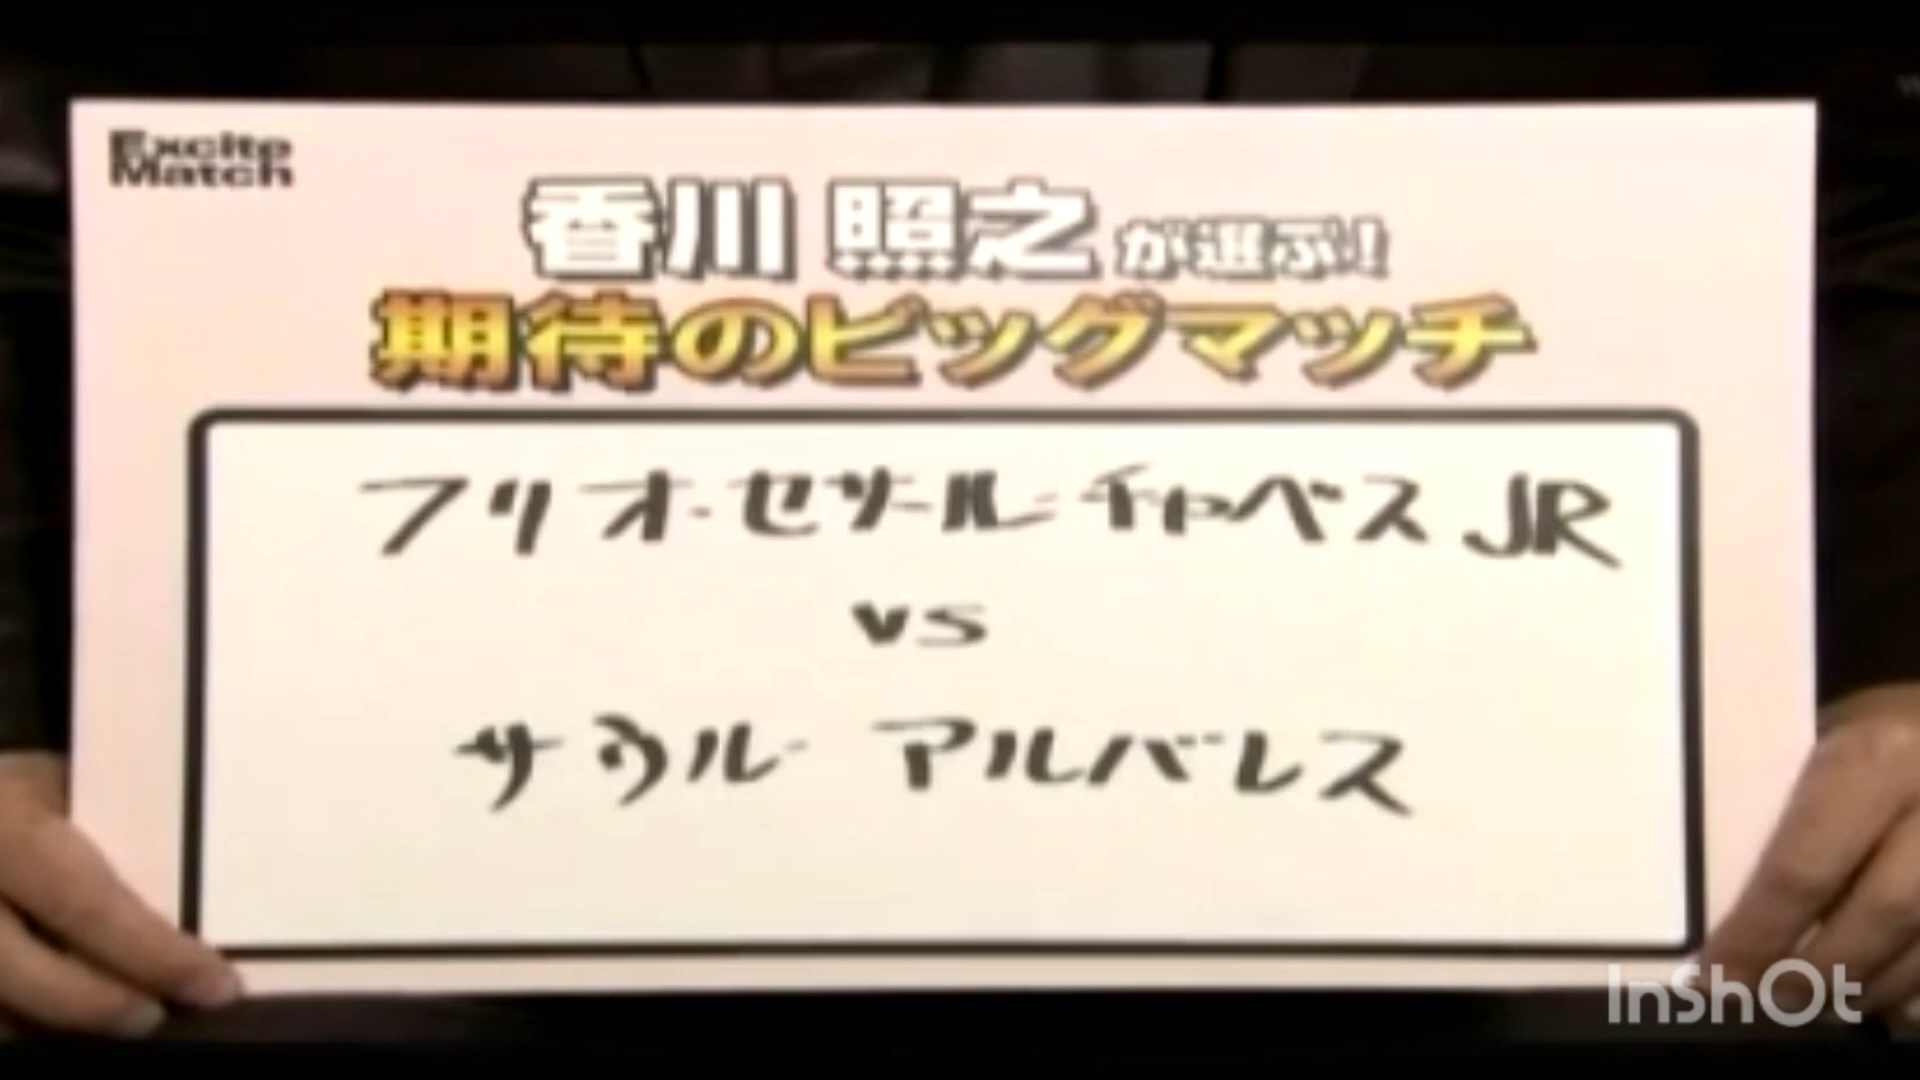 Excite
Match
香川 照之が選ぶ!
期待のビッグマッチ
フリオ・セサール・チャベスJR
vs
サウル アルバレス
InShOt